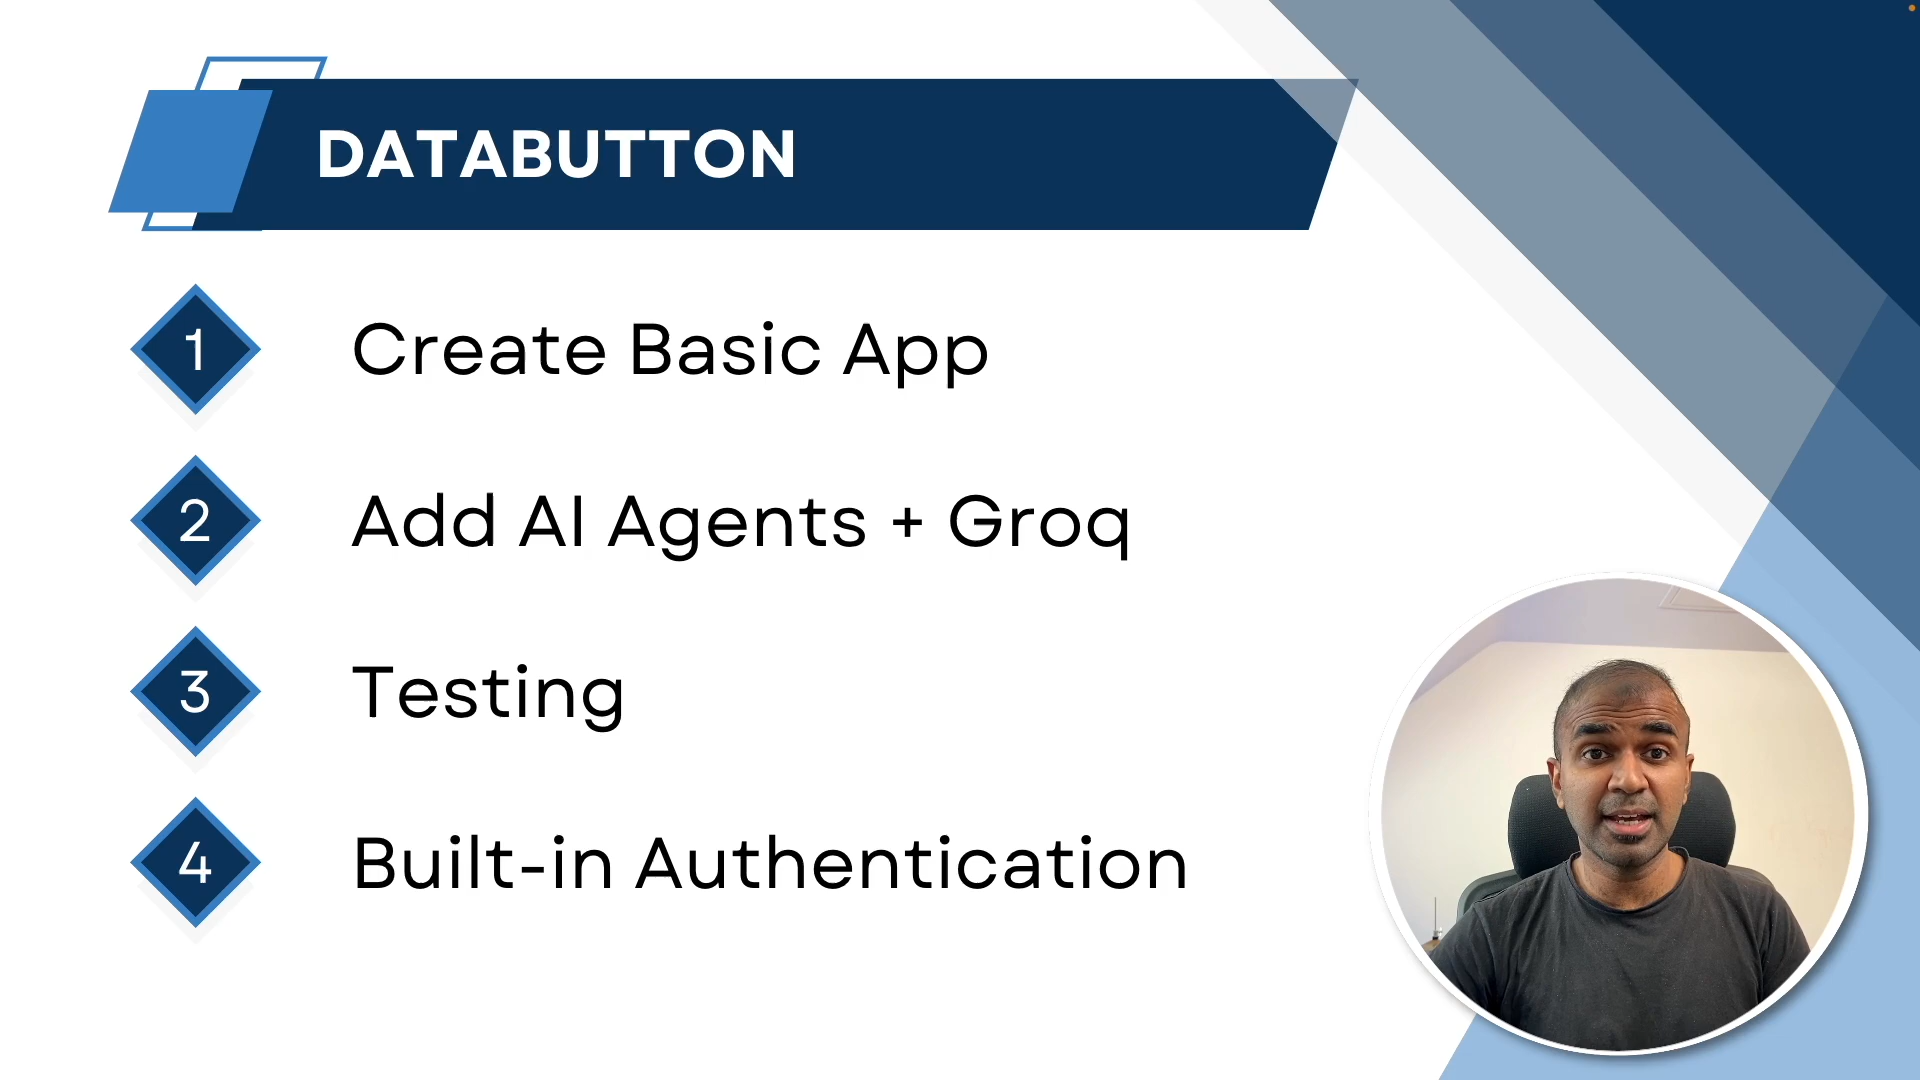 DATABUTTON
1 Create Basic App
2 Add AI Agents + Groq
3 Testing
4 Built-in Authentication